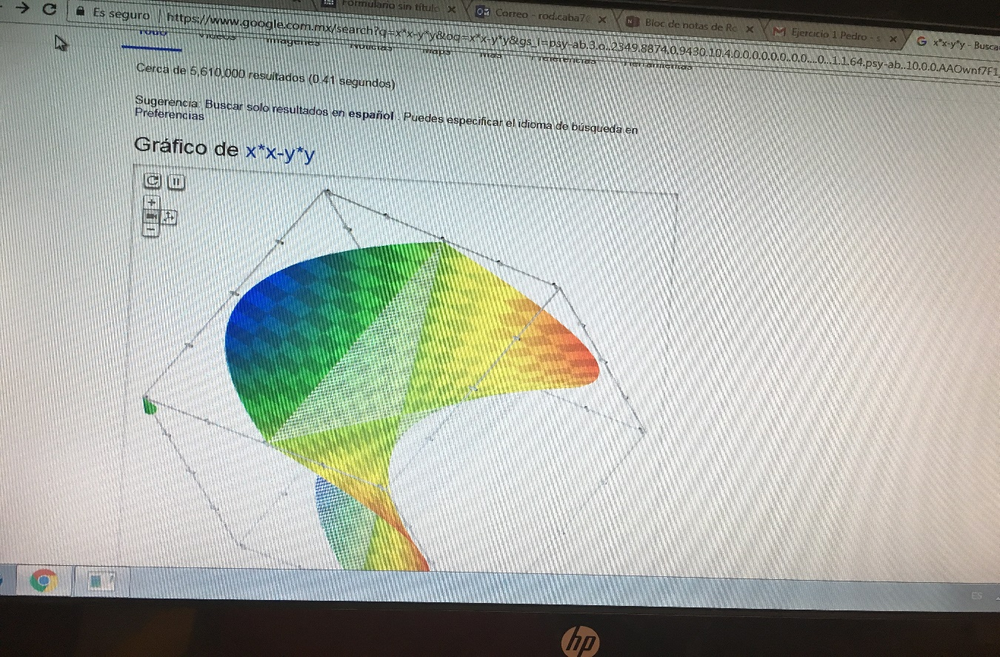 Formulario sin título
Correo - rod.caba7
Bloc de notas de Ro
Ejercicio 1 Pedro - s
x*x-y*y - Busca
Es seguro
https://www.google.com.mx/search?q=x*x-y*y&oq=x*x-y*y&gs_l=psy-ab.3.0..2349.8874.0.9430.10.4.0.0.0.0.0.0..0.0....0...1.1.64.psy-ab..10.0.0.AAOwnf7F1
Todo Videos Imágenes Noticias Maps Más Preferencias Herramientas
Cerca de 5,610,000 resultados (0.41 segundos)
Sugerencia: Buscar solo resultados en español . Puedes especificar el idioma de búsqueda en
Preferencias
Gráfico de x*x-y*y
ES
hp